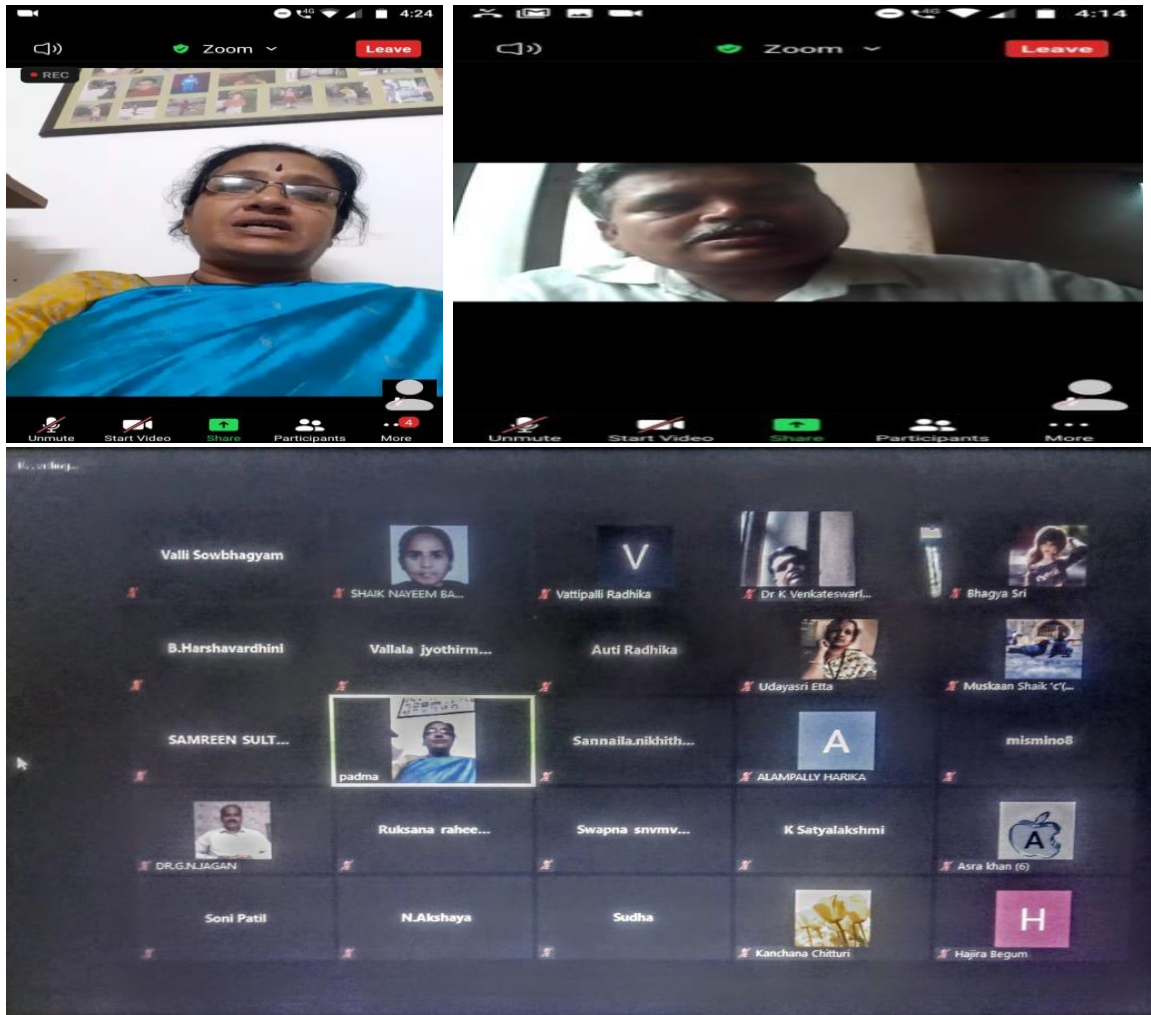 4G 4:24
Zoom Leave
REC
4
Unmute Start Video Share Participants More
4G 4:14
Zoom Leave
Unmute Start Video Share Participants More
Valli Sowbhagyam
SHAIK NAYEEM BA...
V
Vattipalli Radhika
Dr K Venkateswarl...
Bhagya Sri
B.Harshavardhini
Vallala jyothirm...
Auti Radhika
Udayasri Etta
Muskaan Shaik 'c'(...
SAMREEN SULT...
padma
Sannaila.nikhith...
A
ALAMPALLY HARIKA
mismino8
DR.G.N.JAGAN
Ruksana rahee...
Swapna snvmv...
K Satyalakshmi
A
Asra khan (6)
Soni Patil
N.Akshaya
Sudha
Kanchana Chitturi
H
Hajira Begum